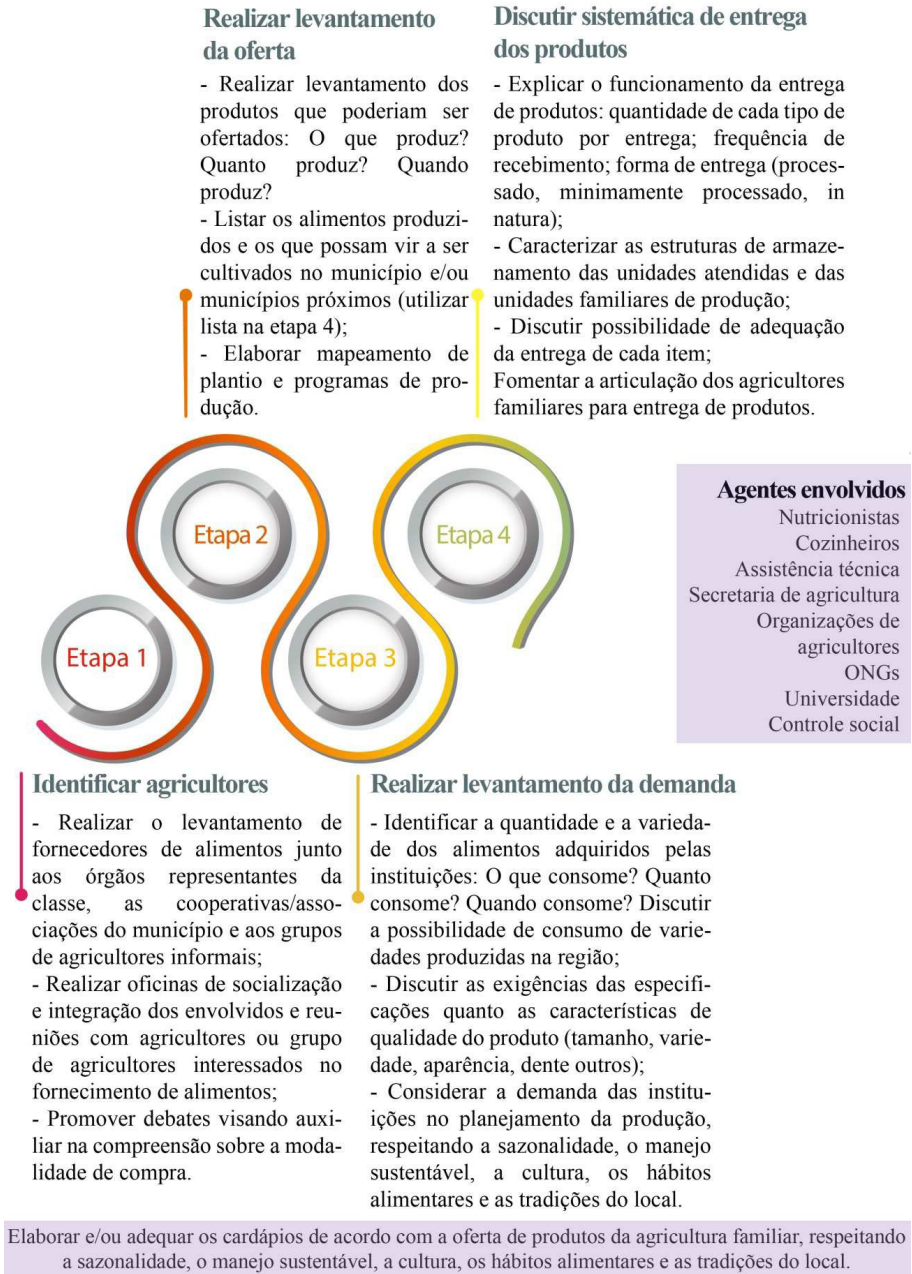 Realizar levantamento
da oferta
- Realizar levantamento dos
produtos que poderiam ser
ofertados: O que produz?
Quanto produz? Quando
produz?
- Listar os alimentos produzi-
dos e os que possam vir a ser
cultivados no município e/ou
municípios próximos (utilizar
lista na etapa 4);
- Elaborar mapeamento de
plantio e programas de pro-
dução.
Discutir sistemática de entrega
dos produtos
- Explicar o funcionamento da entrega
de produtos: quantidade de cada tipo de
produto por entrega; frequência de
recebimento; forma de entrega (proces-
sado, minimamente processado, in
natura);
- Caracterizar as estruturas de armaze-
namento das unidades atendidas e das
unidades familiares de produção;
- Discutir possibilidade de adequação
da entrega de cada item;
Fomentar a articulação dos agricultores
familiares para entrega de produtos.
Etapa 1
Etapa 2
Etapa 3
Etapa 4
Agentes envolvidos
Nutricionistas
Cozinheiros
Assistência técnica
Secretaria de agricultura
Organizações de
agricultores
ONGs
Universidade
Controle social
Identificar agricultores
- Realizar o levantamento de
fornecedores de alimentos junto
aos órgãos representantes da
classe, as cooperativas/asso-
ciações do município e aos grupos
de agricultores informais;
- Realizar oficinas de socialização
e integração dos envolvidos e reu-
niões com agricultores ou grupo
de agricultores interessados no
fornecimento de alimentos;
- Promover debates visando auxi-
liar na compreensão sobre a moda-
lidade de compra.
Realizar levantamento da demanda
- Identificar a quantidade e a varieda-
de dos alimentos adquiridos pelas
instituições: O que consome? Quanto
consome? Quando consome? Discutir
a possibilidade de consumo de varie-
dades produzidas na região;
- Discutir as exigências das especifi-
cações quanto as características de
qualidade do produto (tamanho, varie-
dade, aparência, dente outros);
- Considerar a demanda das institu-
ições no planejamento da produção,
respeitando a sazonalidade, o manejo
sustentável, a cultura, os hábitos
alimentares e as tradições do local.
Elaborar e/ou adequar os cardápios de acordo com a oferta de produtos da agricultura familiar, respeitando
a sazonalidade, o manejo sustentável, a cultura, os hábitos alimentares e as tradições do local.